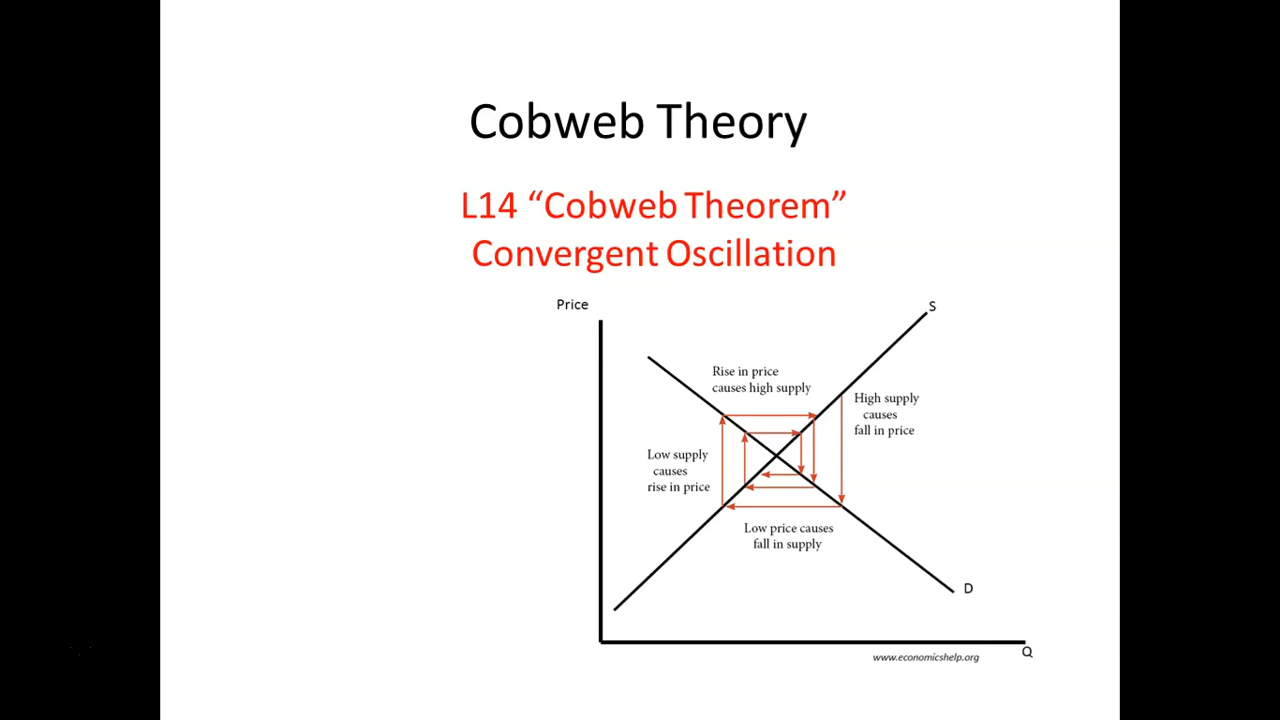 Cobweb Theory
L14 “Cobweb Theorem”
Convergent Oscillation
Price
S
Rise in price
causes high supply
High supply
causes
fall in price
Low supply
causes
rise in price
Low price causes
fall in supply
D
Q
www.economicshelp.org